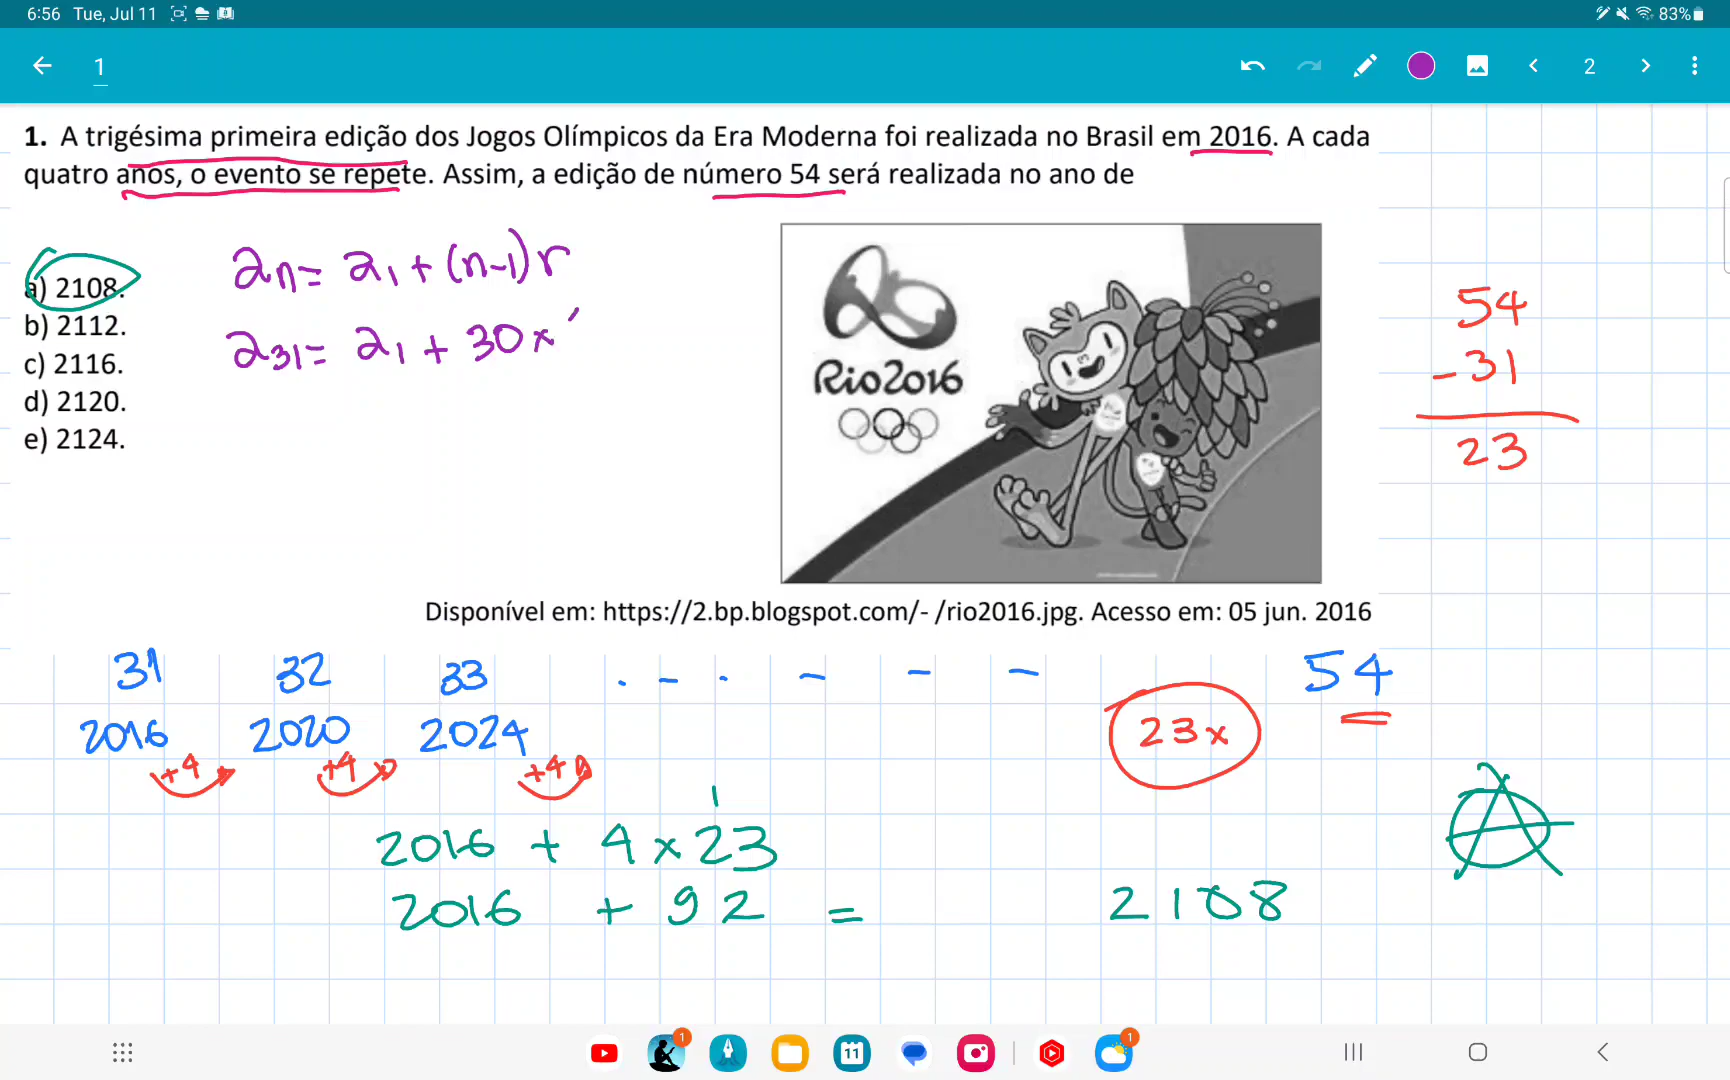 6:56 Tue, Jul 11
83%
1
2
1. A trigésima primeira edição dos Jogos Olímpicos da Era Moderna foi realizada no Brasil em 2016. A cada
quatro anos, o evento se repete. Assim, a edição de número 54 será realizada no ano de
a) 2108.
b) 2112.
c) 2116.
d) 2120.
e) 2124.
an = a1 + (n-1) r
a31 = a1 + 30x
Rio2016
54
- 31
23
Disponível em: https://2.bp.blogspot.com/- /rio2016.jpg. Acesso em: 05 jun. 2016
31 32 33 . - . - - - 54
2016 2020 2024 23x
+4 +4 +4
1
2016 + 4 x 23
A
2016 + 92 = 2108
1
11
1